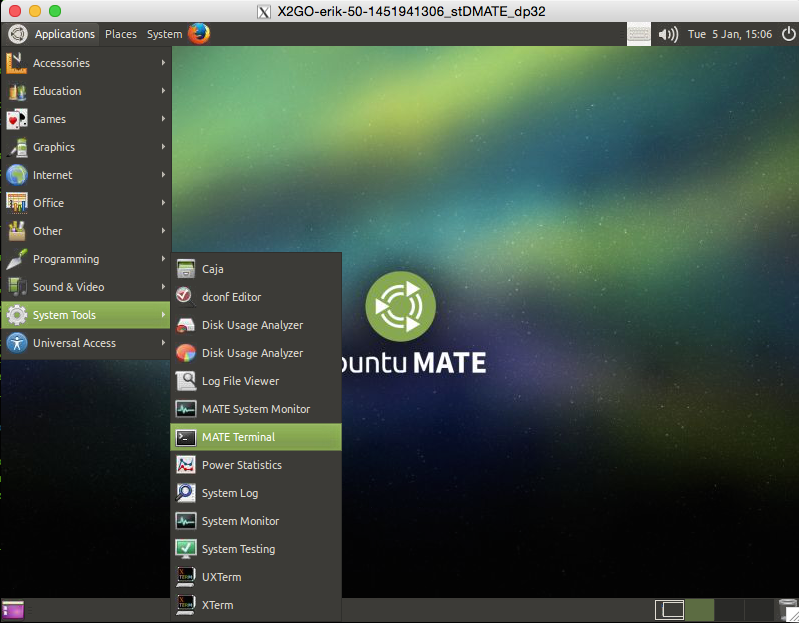 X2GO-erik-50-1451941306_stDMATE_dp32
Applications Places System Tue 5 Jan, 15:06
Accessories
Education
Games
Graphics
Internet
Office
Other
Programming
Sound & Video
System Tools
Universal Access
Caja
dconf Editor
Disk Usage Analyzer
Disk Usage Analyzer
Log File Viewer
MATE System Monitor
MATE Terminal
Power Statistics
System Log
System Monitor
System Testing
UXTerm
XTerm
buntu MATE